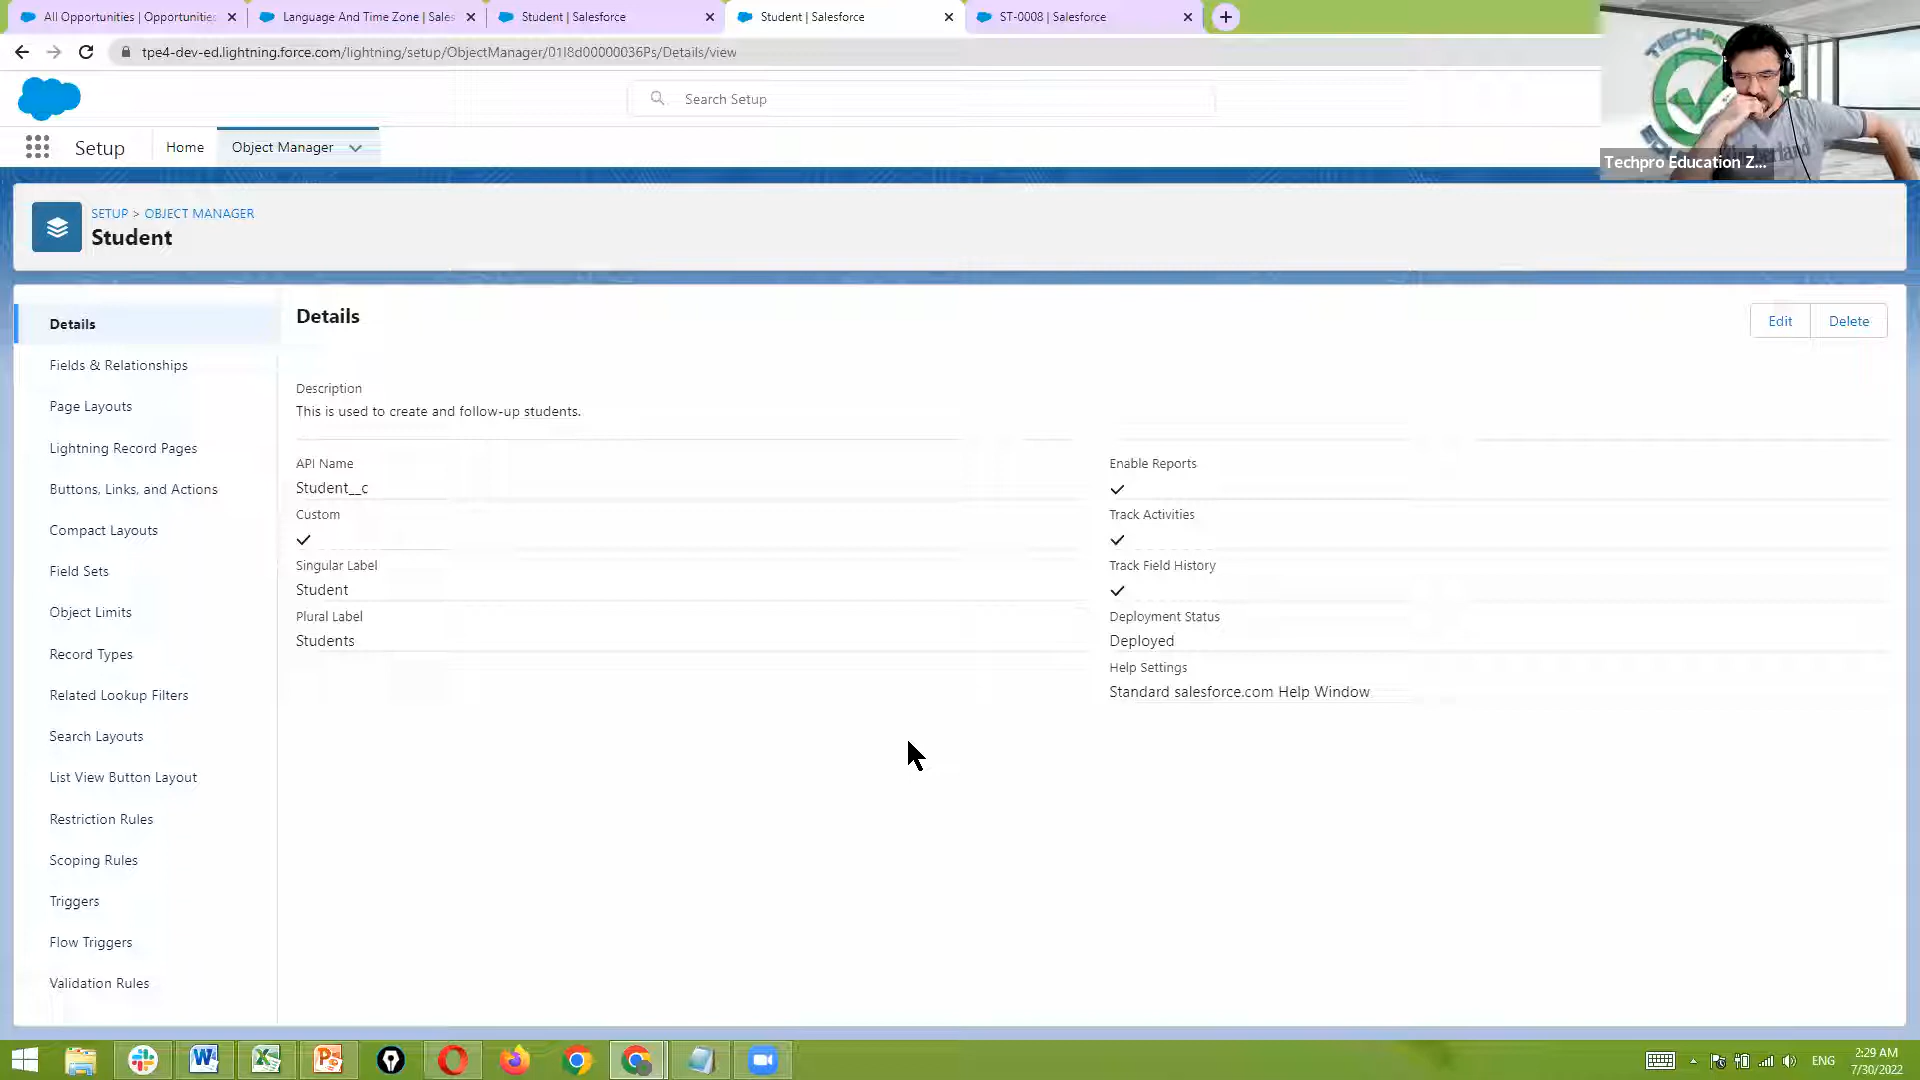 All Opportunities | Opportunities
Language And Time Zone | Sales
Student | Salesforce
Student | Salesforce
ST-0008 | Salesforce
tpe4-dev-ed.lightning.force.com/lightning/setup/ObjectManager/01I8d00000036Ps/Details/view
Search Setup
Setup
Home
Object Manager
Techpro Education Z...
SETUP > OBJECT MANAGER
Student
Details
Fields & Relationships
Page Layouts
Lightning Record Pages
Buttons, Links, and Actions
Compact Layouts
Field Sets
Object Limits
Record Types
Related Lookup Filters
Search Layouts
List View Button Layout
Restriction Rules
Scoping Rules
Triggers
Flow Triggers
Validation Rules
Details
Edit
Delete
Description
This is used to create and follow-up students.
API Name
Student__c
Custom
Singular Label
Student
Plural Label
Students
Enable Reports
Track Activities
Track Field History
Deployment Status
Deployed
Help Settings
Standard salesforce.com Help Window
ENG
2:29 AM
7/30/2022